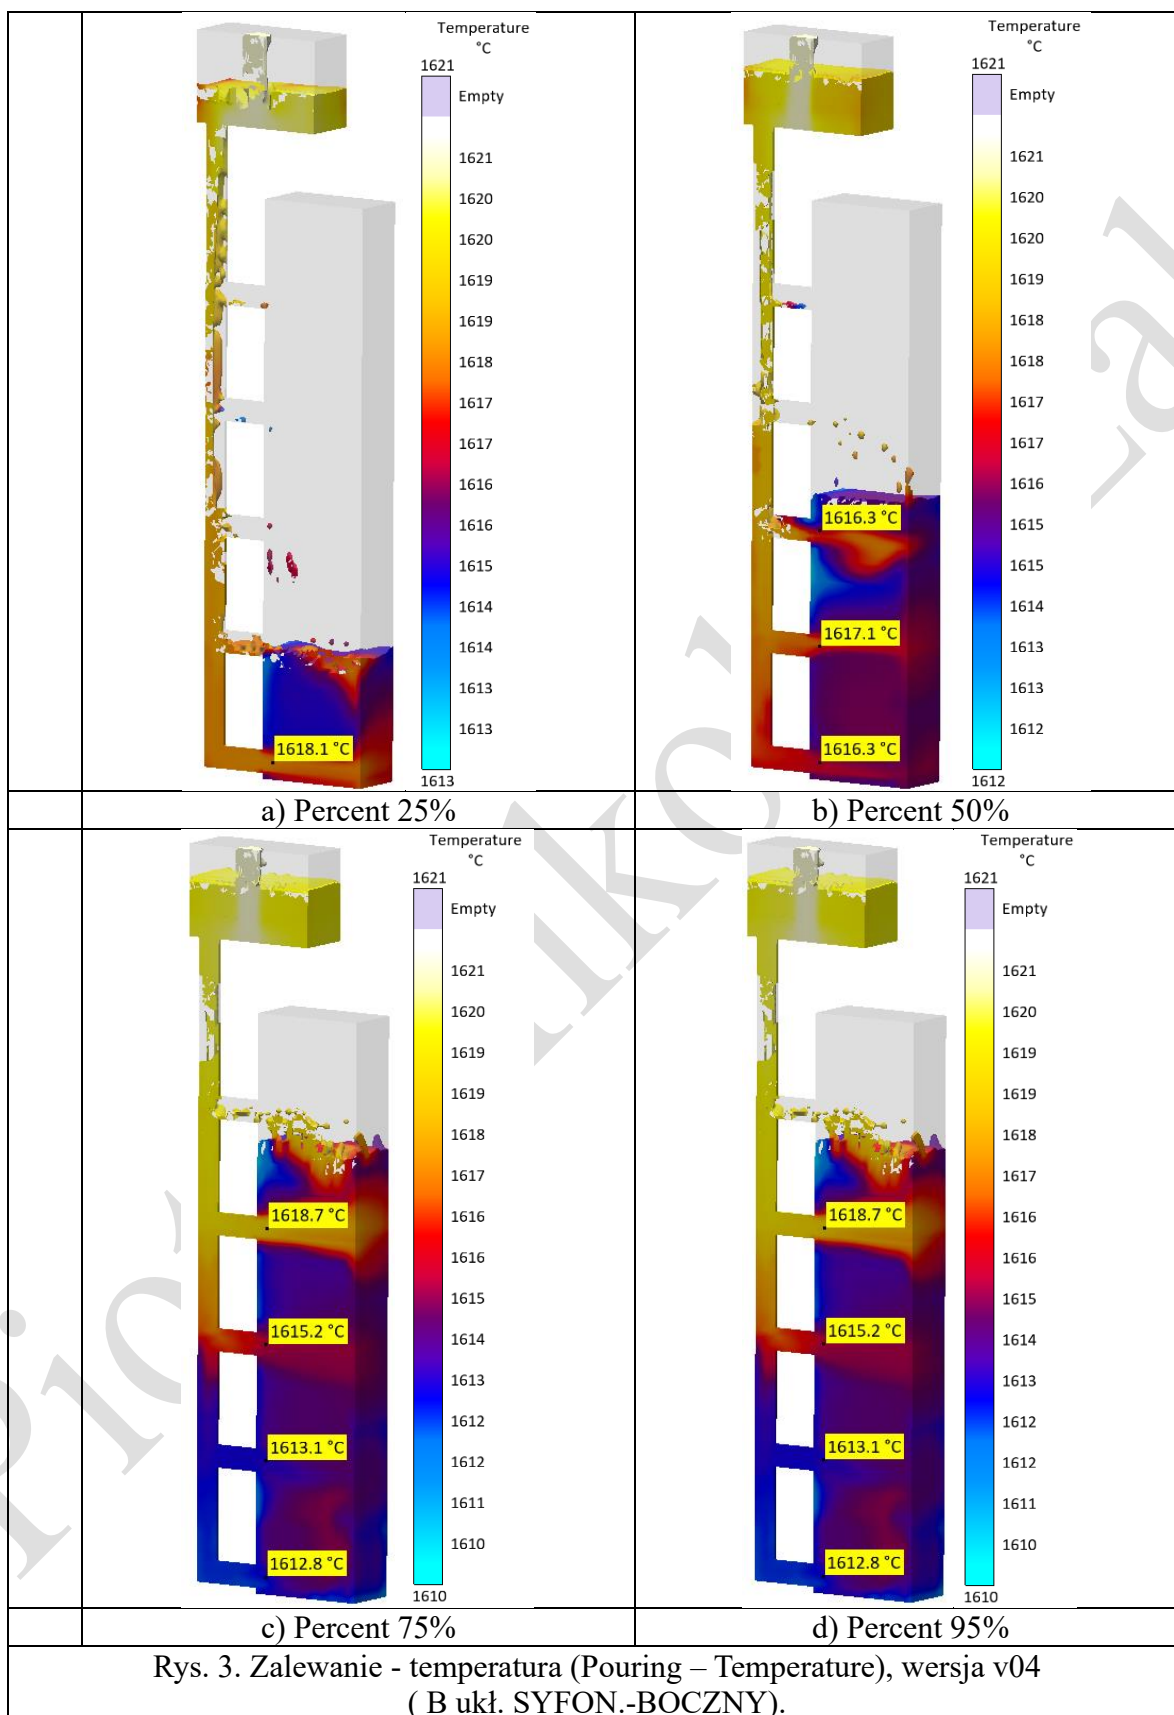 Temperature
°C
1621
Empty
1621
1620
1620
1619
1619
1618
1617
1617
1616
1616
1615
1614
1614
1613
1613
1613
1618.1 °C
a) Percent 25%
Temperature
°C
1621
Empty
1621
1620
1620
1619
1618
1618
1617
1617
1616
1615
1615
1614
1613
1613
1612
1612
1616.3 °C
1617.1 °C
1616.3 °C
b) Percent 50%
Temperature
°C
1621
Empty
1621
1620
1619
1619
1618
1617
1616
1616
1615
1614
1613
1612
1612
1611
1610
1610
1618.7 °C
1615.2 °C
1613.1 °C
1612.8 °C
c) Percent 75%
Temperature
°C
1621
Empty
1621
1620
1619
1619
1618
1617
1616
1616
1615
1614
1613
1612
1612
1611
1610
1610
1618.7 °C
1615.2 °C
1613.1 °C
1612.8 °C
d) Percent 95%
Rys. 3. Zalewanie - temperatura (Pouring – Temperature), wersja v04
( B ukł. SYFON.-BOCZNY).